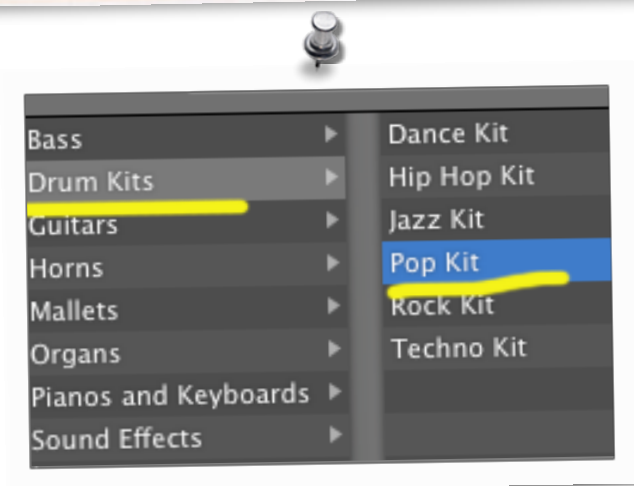 Bass
Drum Kits
Guitars
Horns
Mallets
Organs
Pianos and Keyboards
Sound Effects
Dance Kit
Hip Hop Kit
Jazz Kit
Pop Kit
Rock Kit
Techno Kit